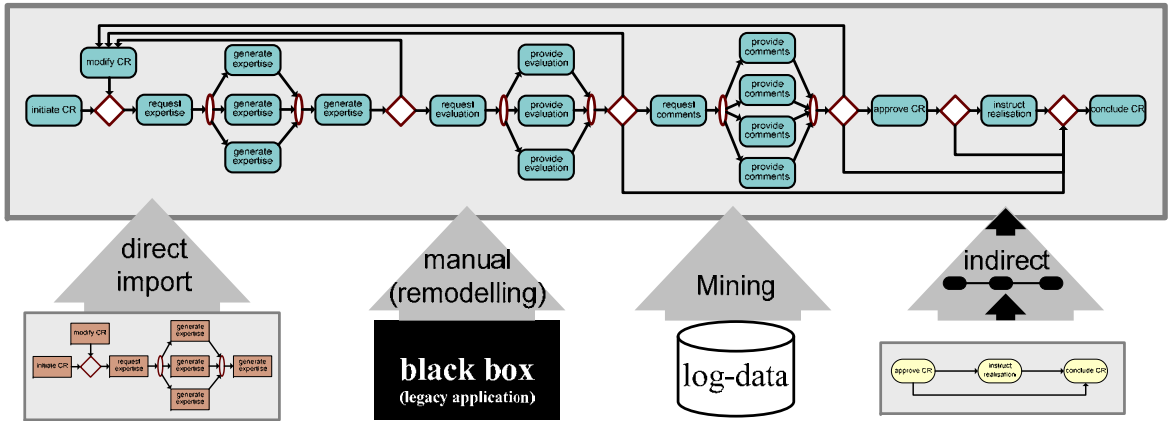 modify CR
initiate CR
request
expertise
generate
expertise
generate
expertise
generate
expertise
generate
expertise
request
evaluation
provide
evaluation
provide
evaluation
provide
evaluation
request
comments
provide
comments
provide
comments
provide
comments
provide
comments
approve CR
instruct
realisation
conclude CR
direct
import
manual
(remodelling)
Mining
indirect
modify CR
initiate CR
request
expertise
generate
expertise
generate
expertise
generate
expertise
generate
expertise
black box
(legacy application)
log-data
approve CR
instruct
realisation
conclude CR